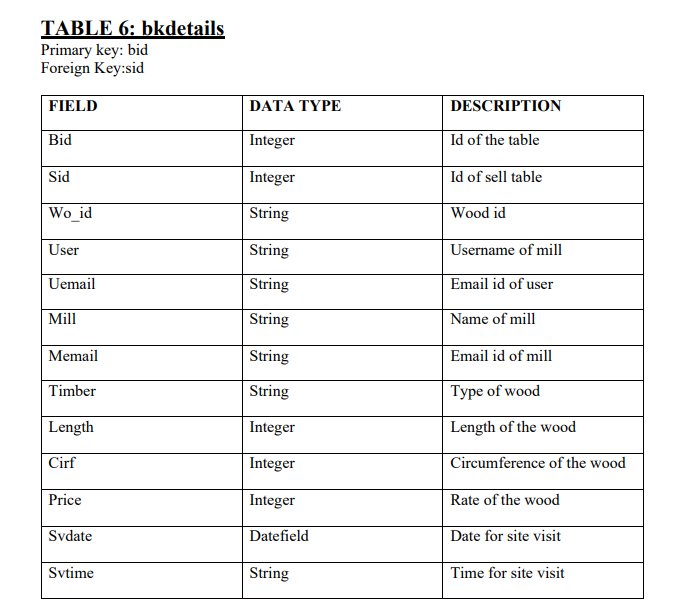 TABLE 6: bkdetails
Primary key: bid
Foreign Key:sid
FIELD DATA TYPE DESCRIPTION
Bid Integer Id of the table
Sid Integer Id of sell table
Wo_id String Wood id
User String Username of mill
Uemail String Email id of user
Mill String Name of mill
Memail String Email id of mill
Timber String Type of wood
Length Integer Length of the wood
Cirf Integer Circumference of the wood
Price Integer Rate of the wood
Svdate Datefield Date for site visit
Svtime String Time for site visit